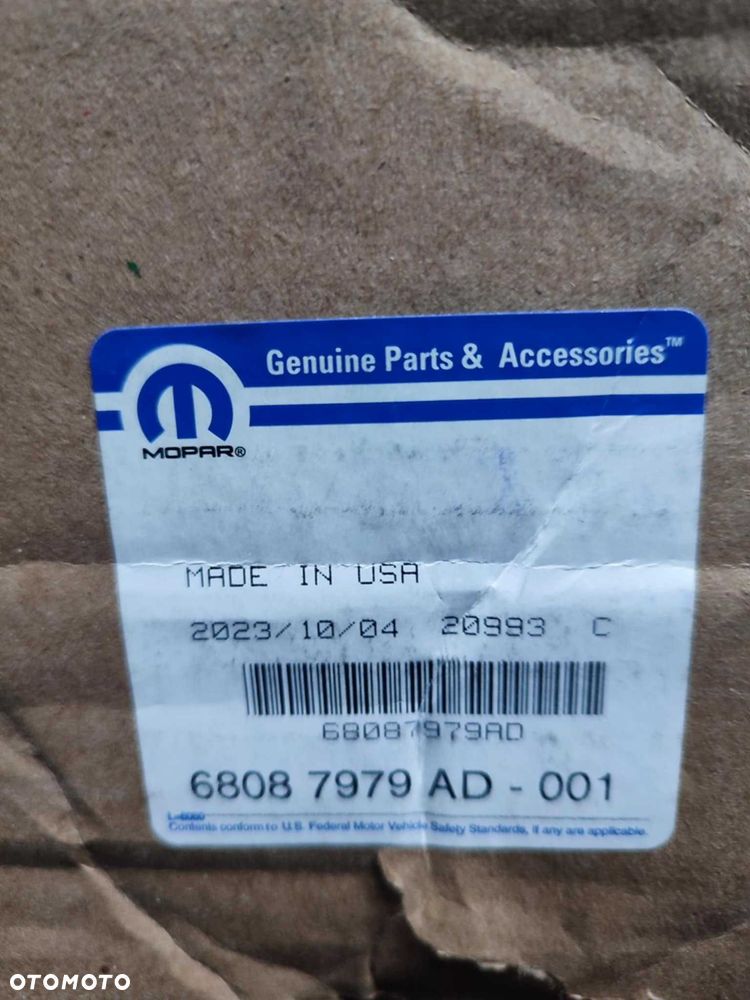 Genuine Parts & Accessories™
MOPAR®
MADE IN USA
2023/10/04 20993 C
68087979AD
6808 7979 AD - 001
L-6060
Contents conform to U.S. Federal Motor Vehicle Safety Standards, if any are applicable.
OTOMOTO